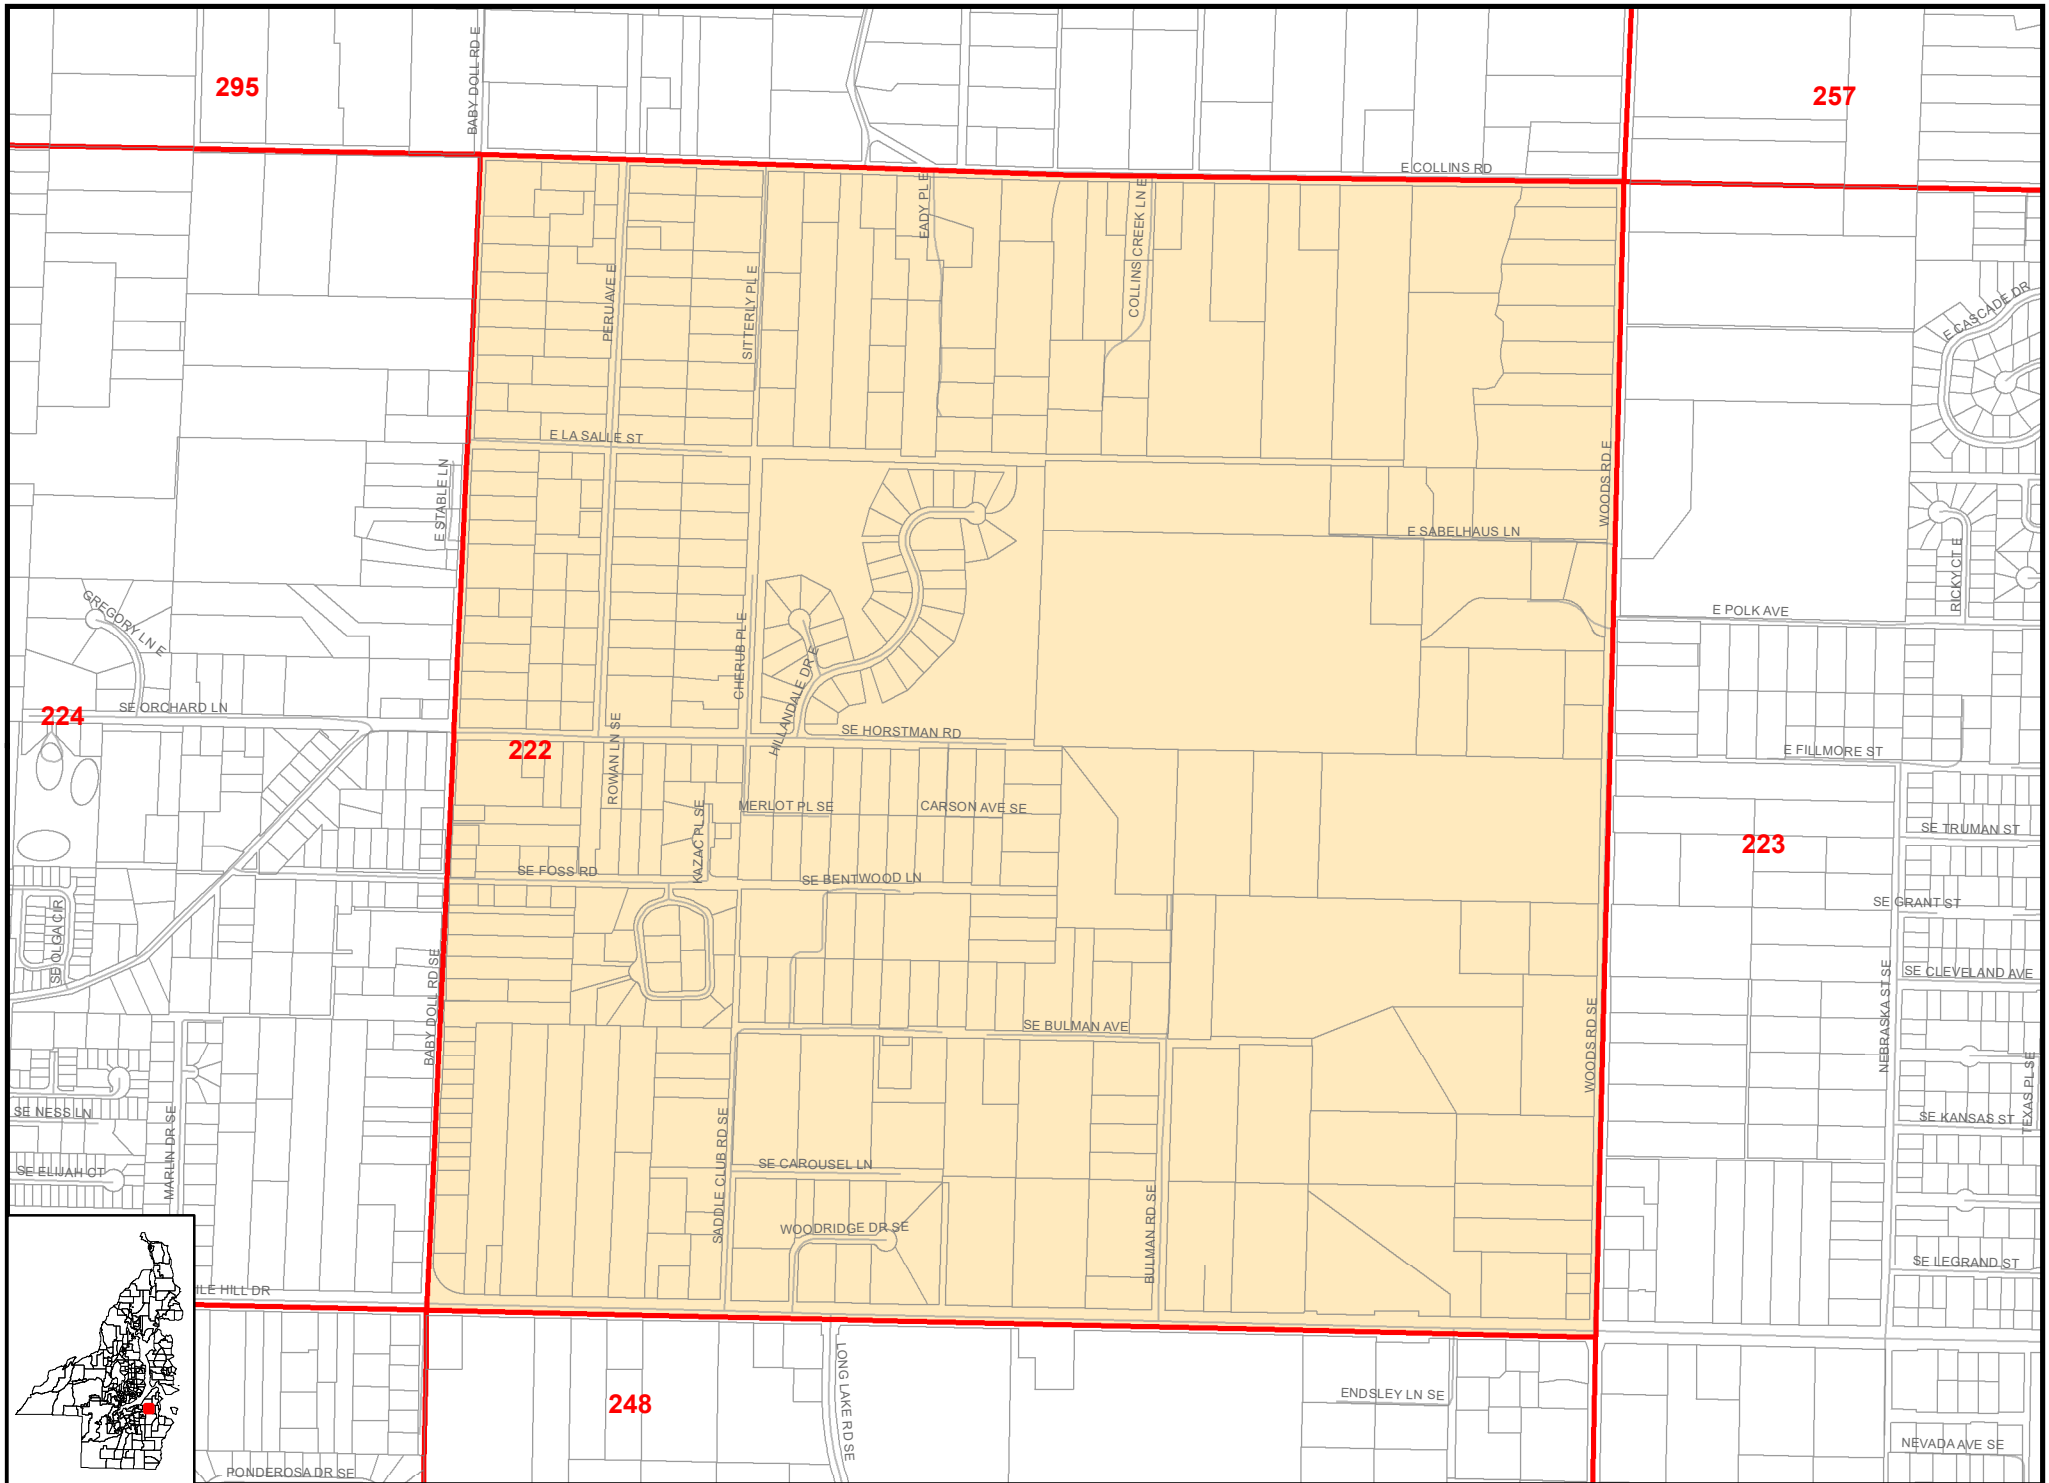 295
BABY DOLL RD E
257
E COLLINS RD
EADY PL E
COLLINS CREEK LN E
PERU AVE E
SITTERLY PL E
E CASCADE DR
E LA SALLE ST
E STABLE LN
WOODS RD E
E SABELHAUS LN
RICKY CT E
GREGORY LN E
E POLK AVE
CHERUB PL E
HILLANDALE DR E
SE ORCHARD LN
224
222
ROWAN LN SE
SE HORSTMAN RD
E FILLMORE ST
KAZAC PL SE
MERLOT PL SE
CARSON AVE SE
SE TRUMAN ST
223
SE FOSS RD
SE BENTWOOD LN
SE GRANT ST
SE OLGA CIR
BABY DOLL RD SE
SE CLEVELAND AVE
NEBRASKA ST SE
SE BULMAN AVE
WOODS RD SE
TEXAS PL SE
SE NESS LN
MARLIN DR SE
SE KANSAS ST
SE ELIJAH CT
SADDLE CLUB RD SE
SE CAROUSEL LN
WOODRIDGE DR SE
BULMAN RD SE
SE LEGRAND ST
ILE HILL DR
LONG LAKE RD SE
248
ENDSLEY LN SE
NEVADA AVE SE
PONDEROSA DR SE